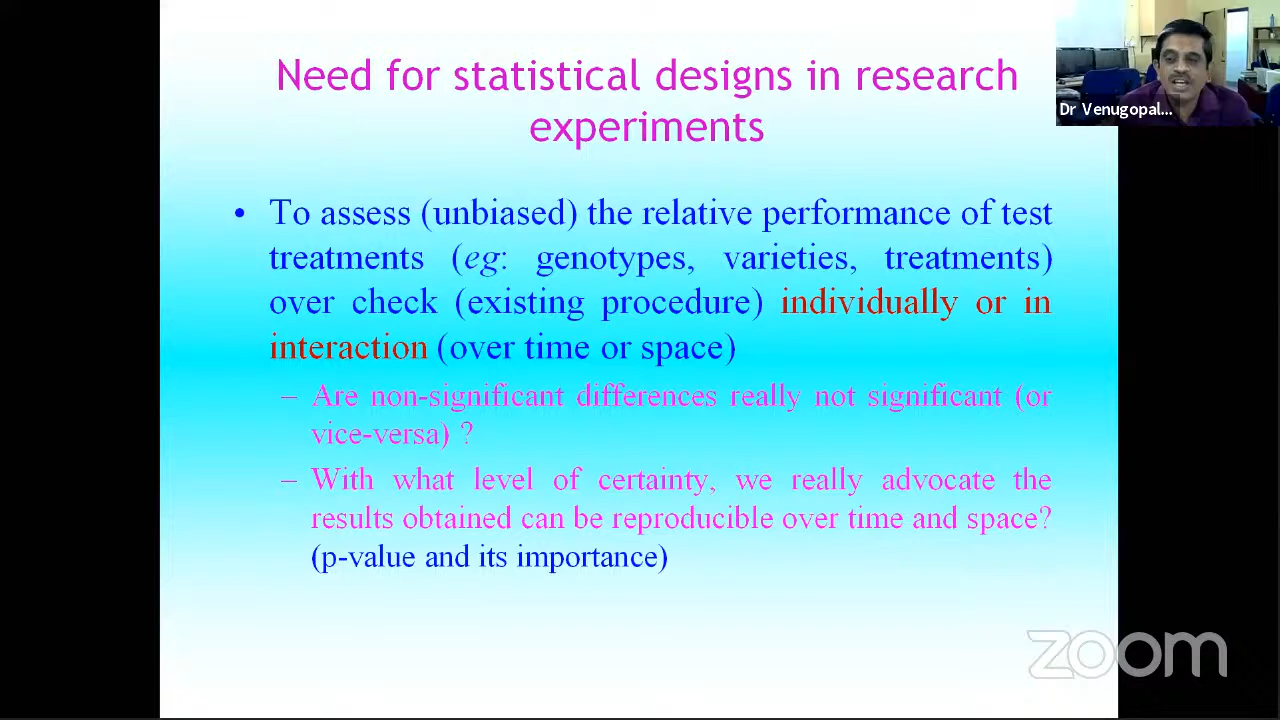 Need for statistical designs in research
experiments
Dr Venugopal...
• To assess (unbiased) the relative performance of test
treatments (eg: genotypes, varieties, treatments)
over check (existing procedure) individually or in
interaction (over time or space)
– Are non-significant differences really not significant (or
vice-versa) ?
– With what level of certainty, we really advocate the
results obtained can be reproducible over time and space?
(p-value and its importance)
zoom